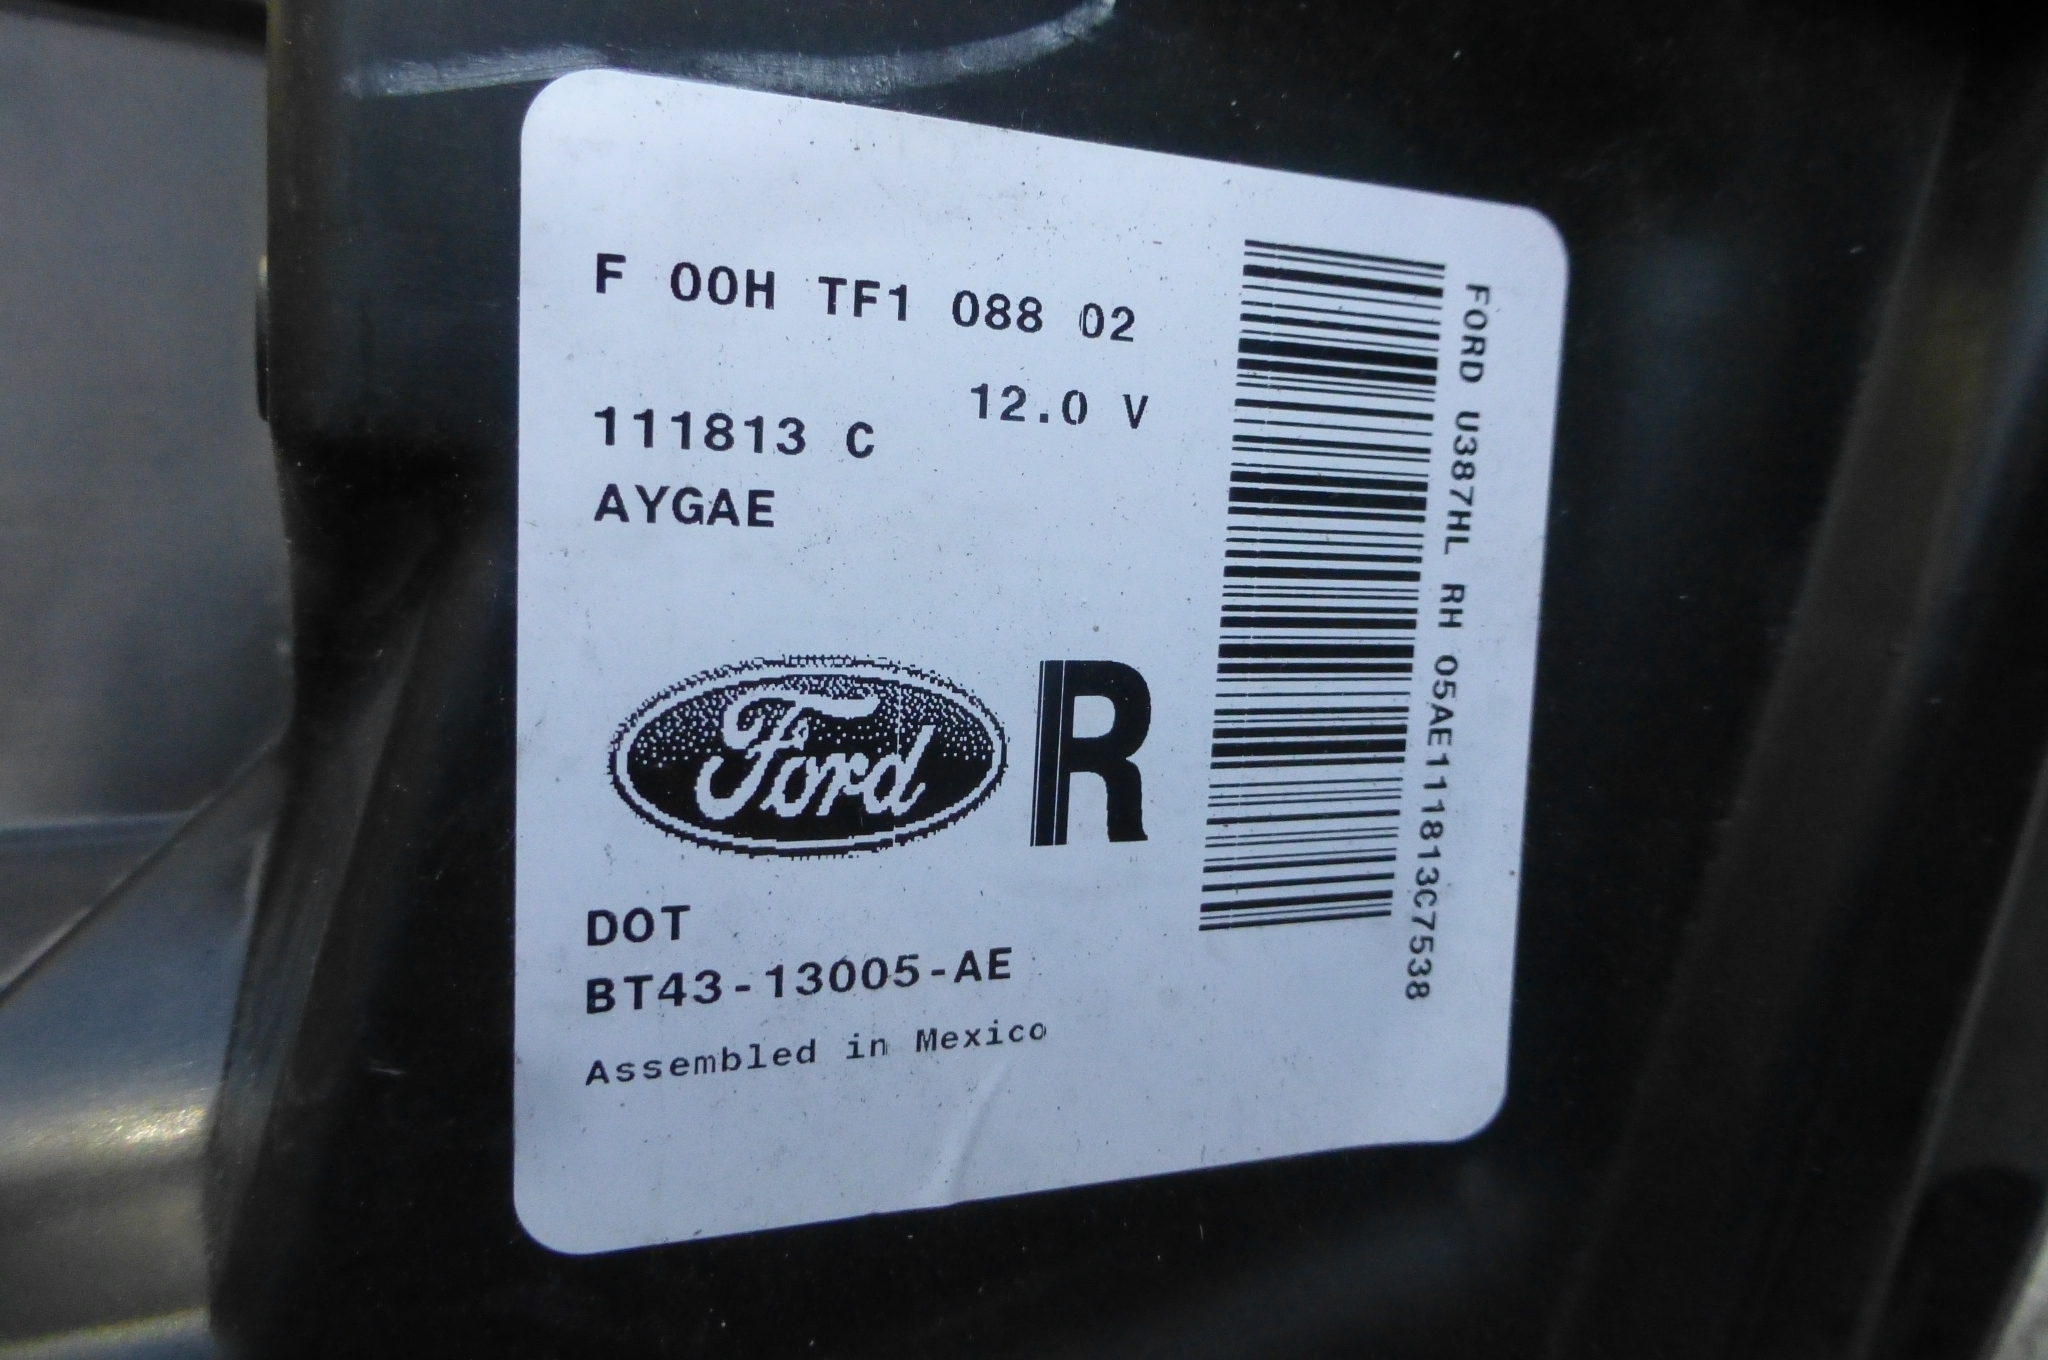 F 00H TF1 088 02
12.0 V
111813 C
AYGAE
Ford R
DOT
BT43-13005-AE
Assembled in Mexico
FORD U387HL RH 05AE111813C7538